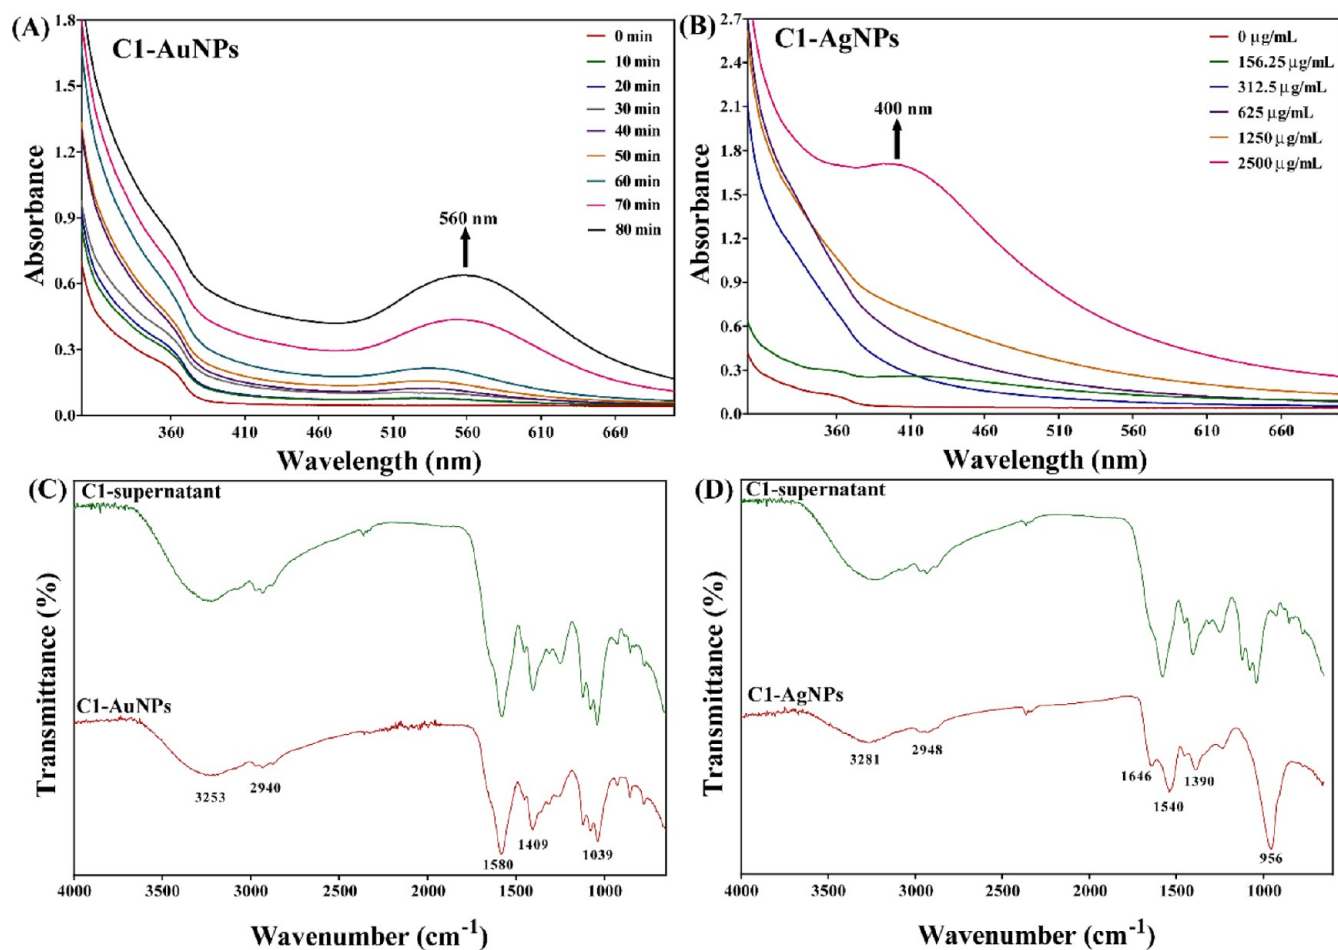 (A)
C1-AuNPs
1.8
1.5
1.2
0.9
0.6
0.3
0.0
Absorbance
560 nm
0 min
10 min
20 min
30 min
40 min
50 min
60 min
70 min
80 min
360 410 460 510 560 610 660
Wavelength (nm)
(B)
C1-AgNPs
2.7
2.4
2.1
1.8
1.5
1.2
0.9
0.6
0.3
0.0
Absorbance
400 nm
0 µg/mL
156.25 µg/mL
312.5 µg/mL
625 µg/mL
1250 µg/mL
2500 µg/mL
360 410 460 510 560 610 660
Wavelength (nm)
(C)
C1-supernatant
C1-AuNPs
Transmittance (%)
3253
2940
1580
1409
1039
4000 3000 2000 1500 1000
Wavenumber (cm⁻¹)
(D)
C1-supernatant
C1-AgNPs
Transmittance (%)
3281
2948
1646
1540
1390
956
4000 3000 2000 1500 1000
Wavenumber (cm⁻¹)